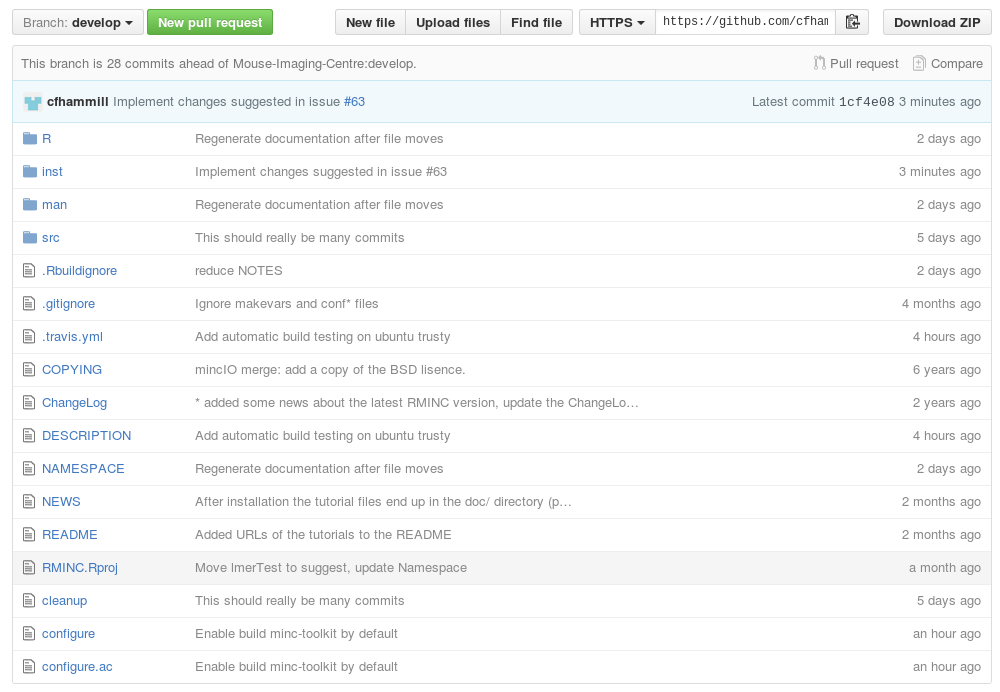 Branch: develop New pull request New file Upload files Find file HTTPS https://github.com/cfham Download ZIP
This branch is 28 commits ahead of Mouse-Imaging-Centre:develop. Pull request Compare
cfhammill Implement changes suggested in issue #63 Latest commit 1cf4e08 3 minutes ago
R Regenerate documentation after file moves 2 days ago
inst Implement changes suggested in issue #63 3 minutes ago
man Regenerate documentation after file moves 2 days ago
src This should really be many commits 5 days ago
.Rbuildignore reduce NOTES 2 days ago
.gitignore Ignore makevars and conf* files 4 months ago
.travis.yml Add automatic build testing on ubuntu trusty 4 hours ago
COPYING mincIO merge: add a copy of the BSD lisence. 6 years ago
ChangeLog * added some news about the latest RMINC version, update the ChangeLo… 2 years ago
DESCRIPTION Add automatic build testing on ubuntu trusty 4 hours ago
NAMESPACE Regenerate documentation after file moves 2 days ago
NEWS After installation the tutorial files end up in the doc/ directory (p… 2 months ago
README Added URLs of the tutorials to the README 2 months ago
RMINC.Rproj Move lmerTest to suggest, update Namespace a month ago
cleanup This should really be many commits 5 days ago
configure Enable build minc-toolkit by default an hour ago
configure.ac Enable build minc-toolkit by default an hour ago